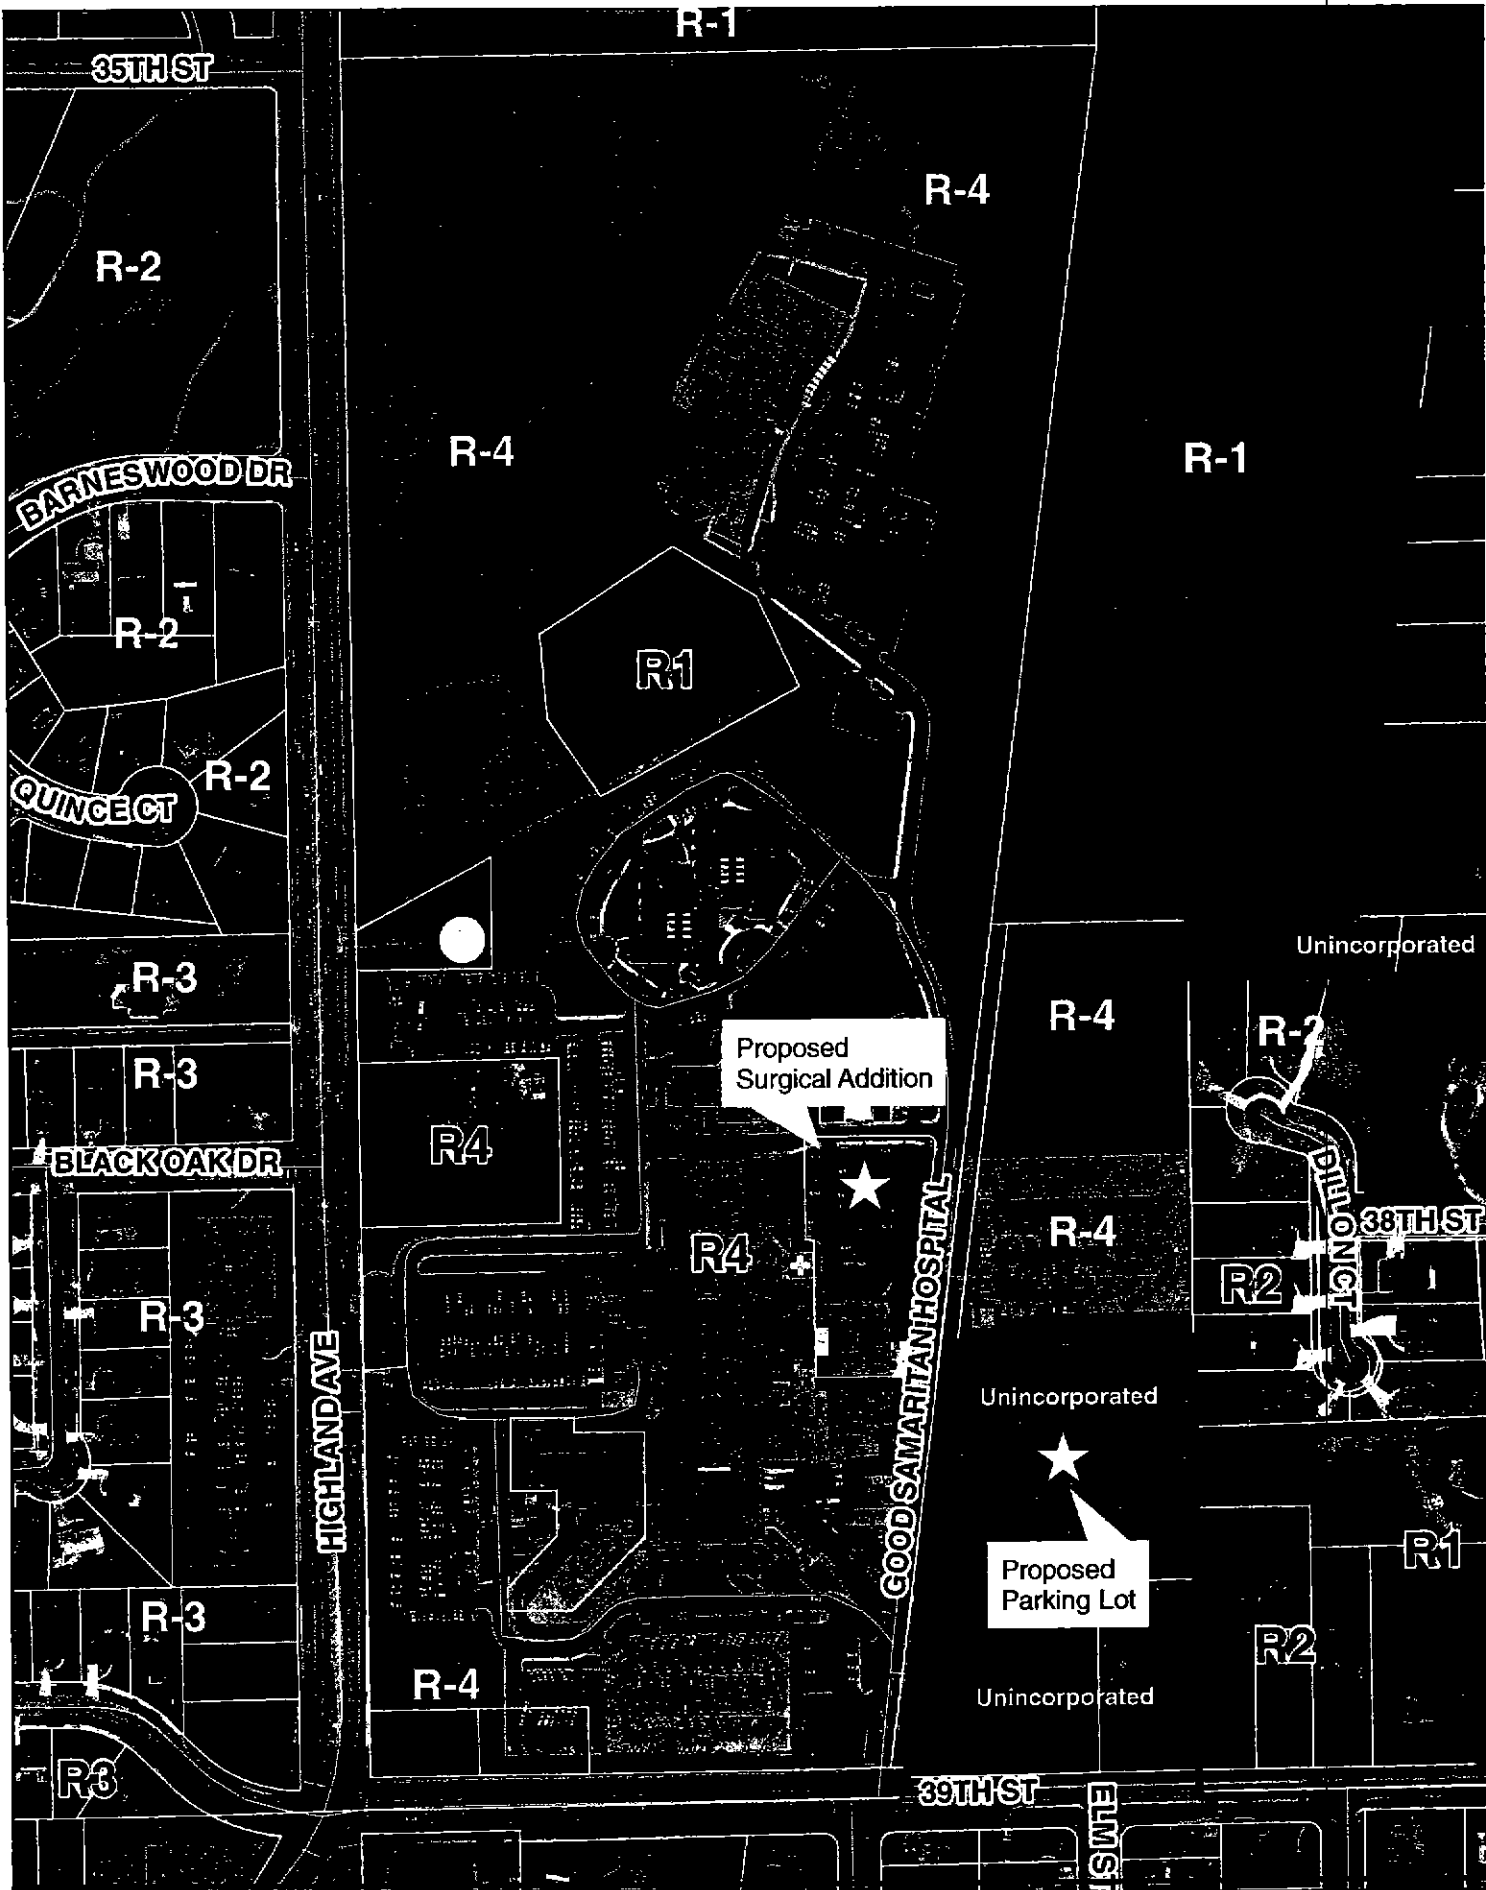 R-1
35TH ST
R-4
R-2
R-4
R-1
BARNESWOOD DR
R-2
R1
R-2
QUINCE CT
Unincorporated
R-3
R-4
R-2
Proposed
Surgical Addition
R-3
R4
BLACK OAK DR
DILLON CT
38TH ST
R-4
R4
R2
GOOD SAMARITAN HOSPITAL
R-3
HIGHLAND AVE
Unincorporated
R1
Proposed
Parking Lot
R-3
R2
R-4
Unincorporated
R3
39TH ST
ELM ST